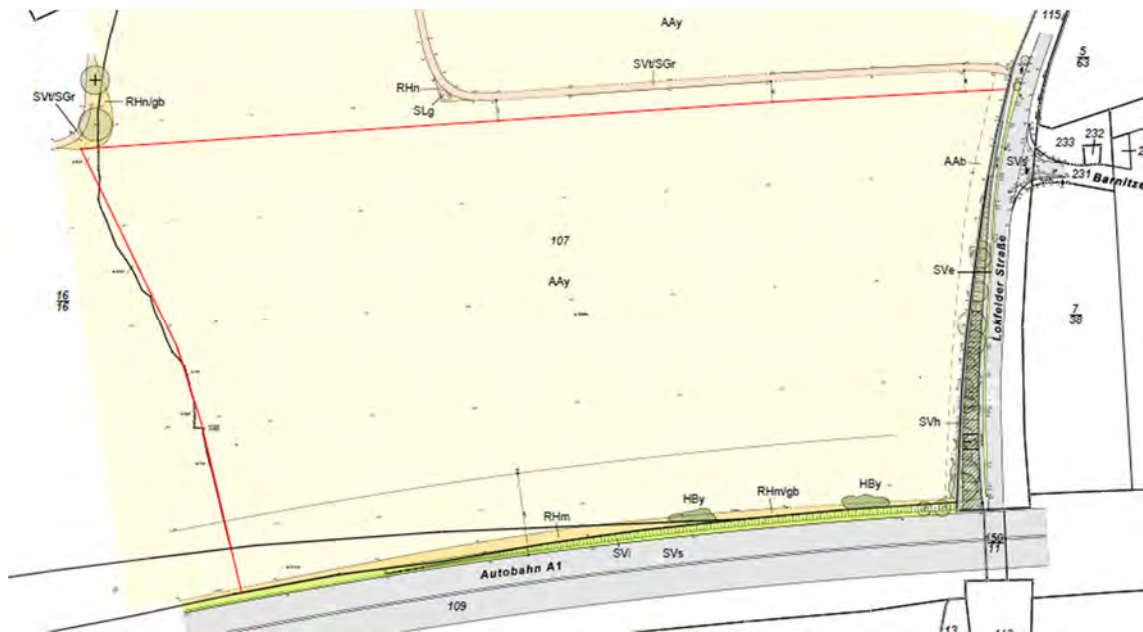 115
AAy
5
63
SVt/SGr
RHn
SVt/SGr
RHn/gb
SLg
232
233
231
Barnitze
AAb
SVs
107
AAy
16
16
SVe
Lokfelder Straße
7
38
SVh
HBy
HBy
RHm/gb
RHm
SVi
SVs
Autobahn A1
150
11
109
13